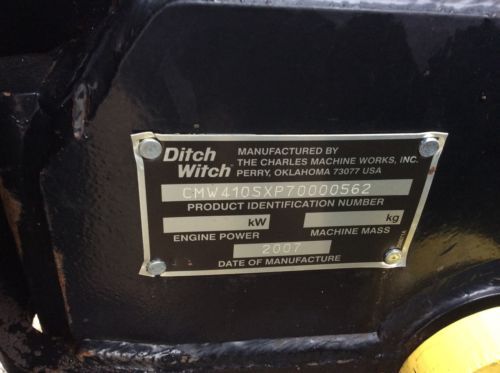 Ditch Witch
MANUFACTURED BY
THE CHARLES MACHINE WORKS, INC.
PERRY, OKLAHOMA 73077 USA
CMW410SXP70000562
PRODUCT IDENTIFICATION NUMBER
kW
kg
ENGINE POWER
MACHINE MASS
2007
DATE OF MANUFACTURE